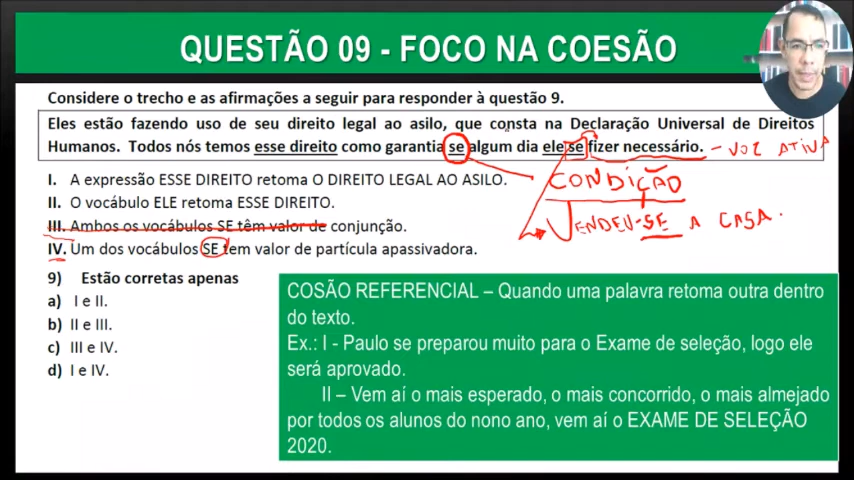 QUESTÃO 09 - FOCO NA COESÃO
Considere o trecho e as afirmações a seguir para responder à questão 9.
Eles estão fazendo uso de seu direito legal ao asilo, que consta na Declaração Universal de Direitos
Humanos. Todos nós temos esse direito como garantia se algum dia ele se fizer necessário. - VOZ ATIVA
I. A expressão ESSE DIREITO retoma O DIREITO LEGAL AO ASILO.
CONDIÇÃO
II. O vocábulo ELE retoma ESSE DIREITO.
VENDEU-SE A CASA.
III. Ambos os vocábulos SE têm valor de conjunção.
IV. Um dos vocábulos SE tem valor de partícula apassivadora.
9) Estão corretas apenas
a) I e II.
b) II e III.
c) III e IV.
d) I e IV.
COSÃO REFERENCIAL – Quando uma palavra retoma outra dentro
do texto.
Ex.: I - Paulo se preparou muito para o Exame de seleção, logo ele
será aprovado.
II – Vem aí o mais esperado, o mais concorrido, o mais almejado
por todos os alunos do nono ano, vem aí o EXAME DE SELEÇÃO
2020.